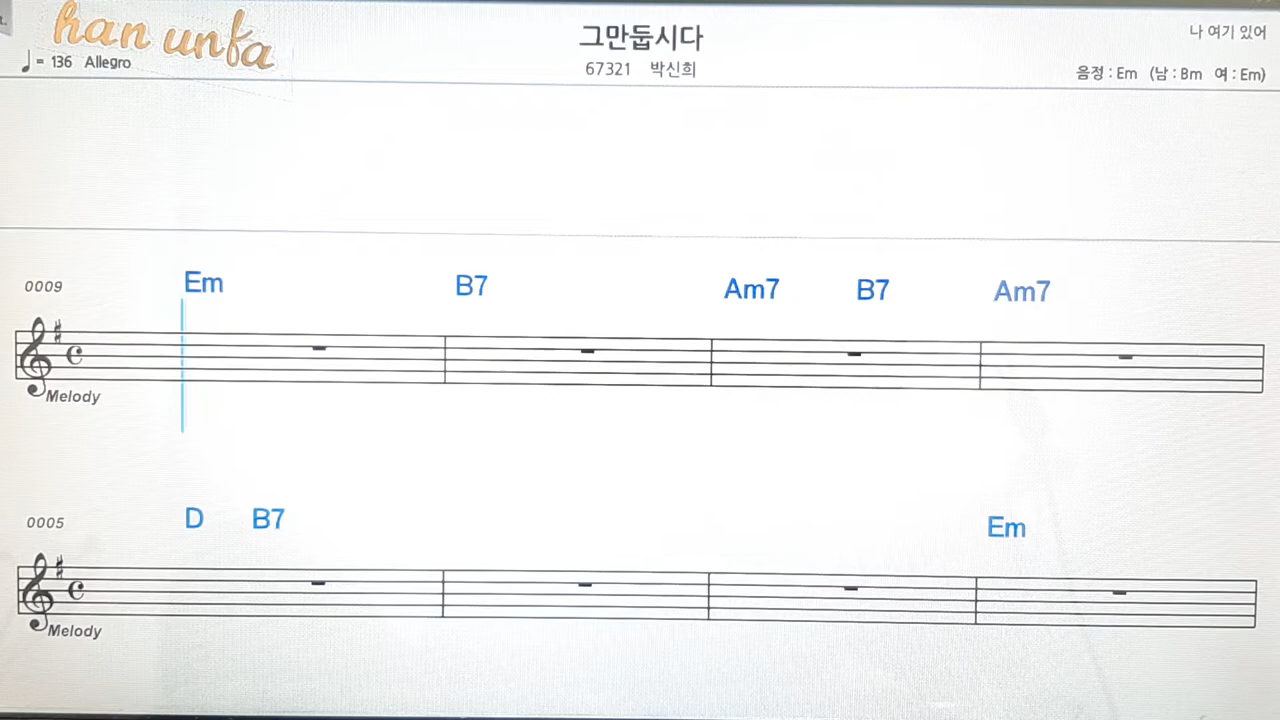 han unfa
그만둡시다
나 여기 있어
♩ = 136 Allegro
67321 박신희
음정 : Em (남 : Bm 여 : Em)
0009 Em B7 Am7 B7 Am7
Melody
0005 D B7 Em
Melody